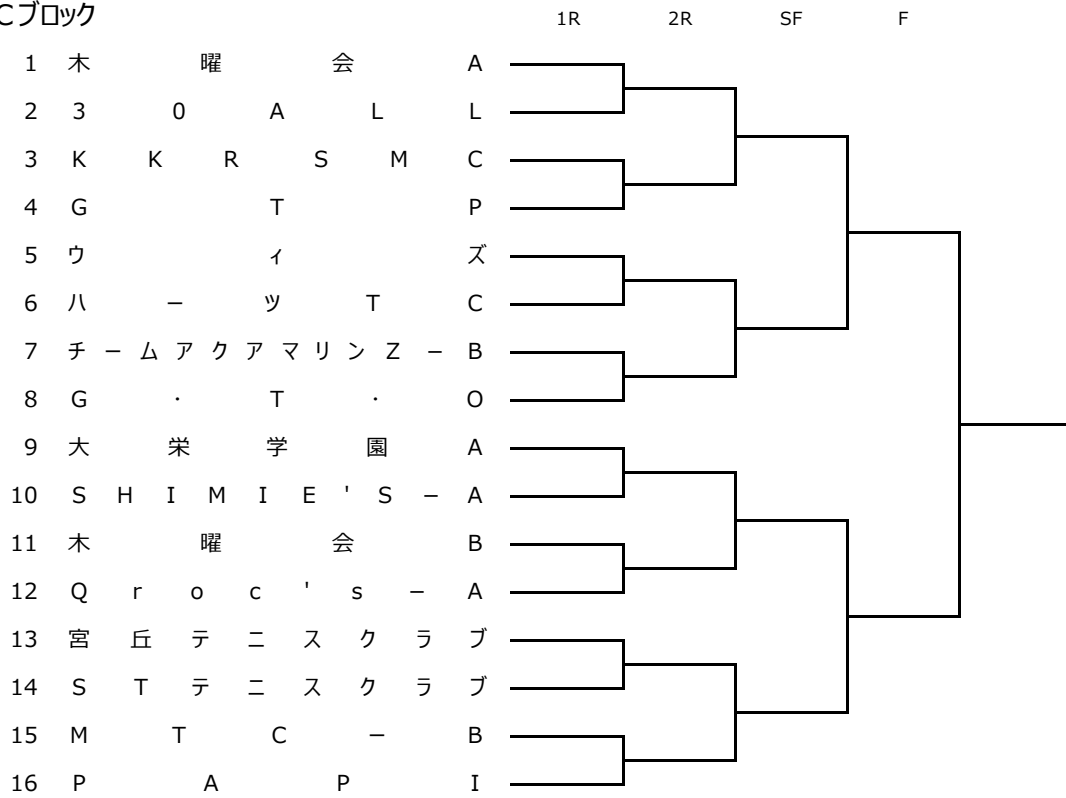 Cブロック
1R 2R SF F
1 木曜会A
2 30ALL
3 KKRSMC
4 GTP
5 ウィズ
6 ハーツTC
7 チームアクアマリンZ－B
8 G・T・O
9 大栄学園A
10 SHIMIE'S－A
11 木曜会B
12 Qroc's－A
13 宮丘テニスクラブ
14 STテニスクラブ
15 MTC－B
16 PAPI